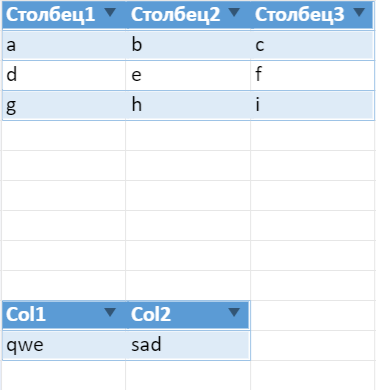 Столбец1 Столбец2 Столбец3
a b c
d e f
g h i
Col1 Col2
qwe sad